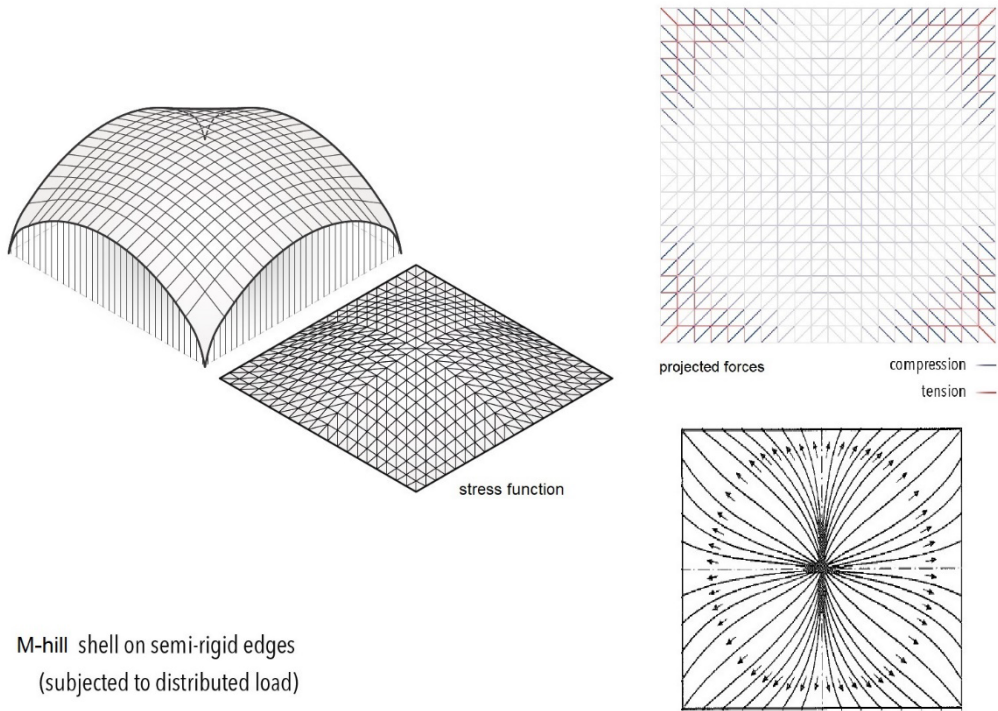 projected forces
compression
tension
stress function
M-hill shell on semi-rigid edges
(subjected to distributed load)